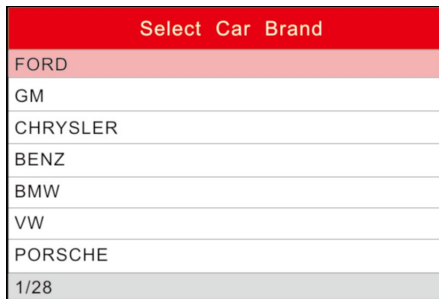 Select Car Brand
FORD
GM
CHRYSLER
BENZ
BMW
VW
PORSCHE
1/28